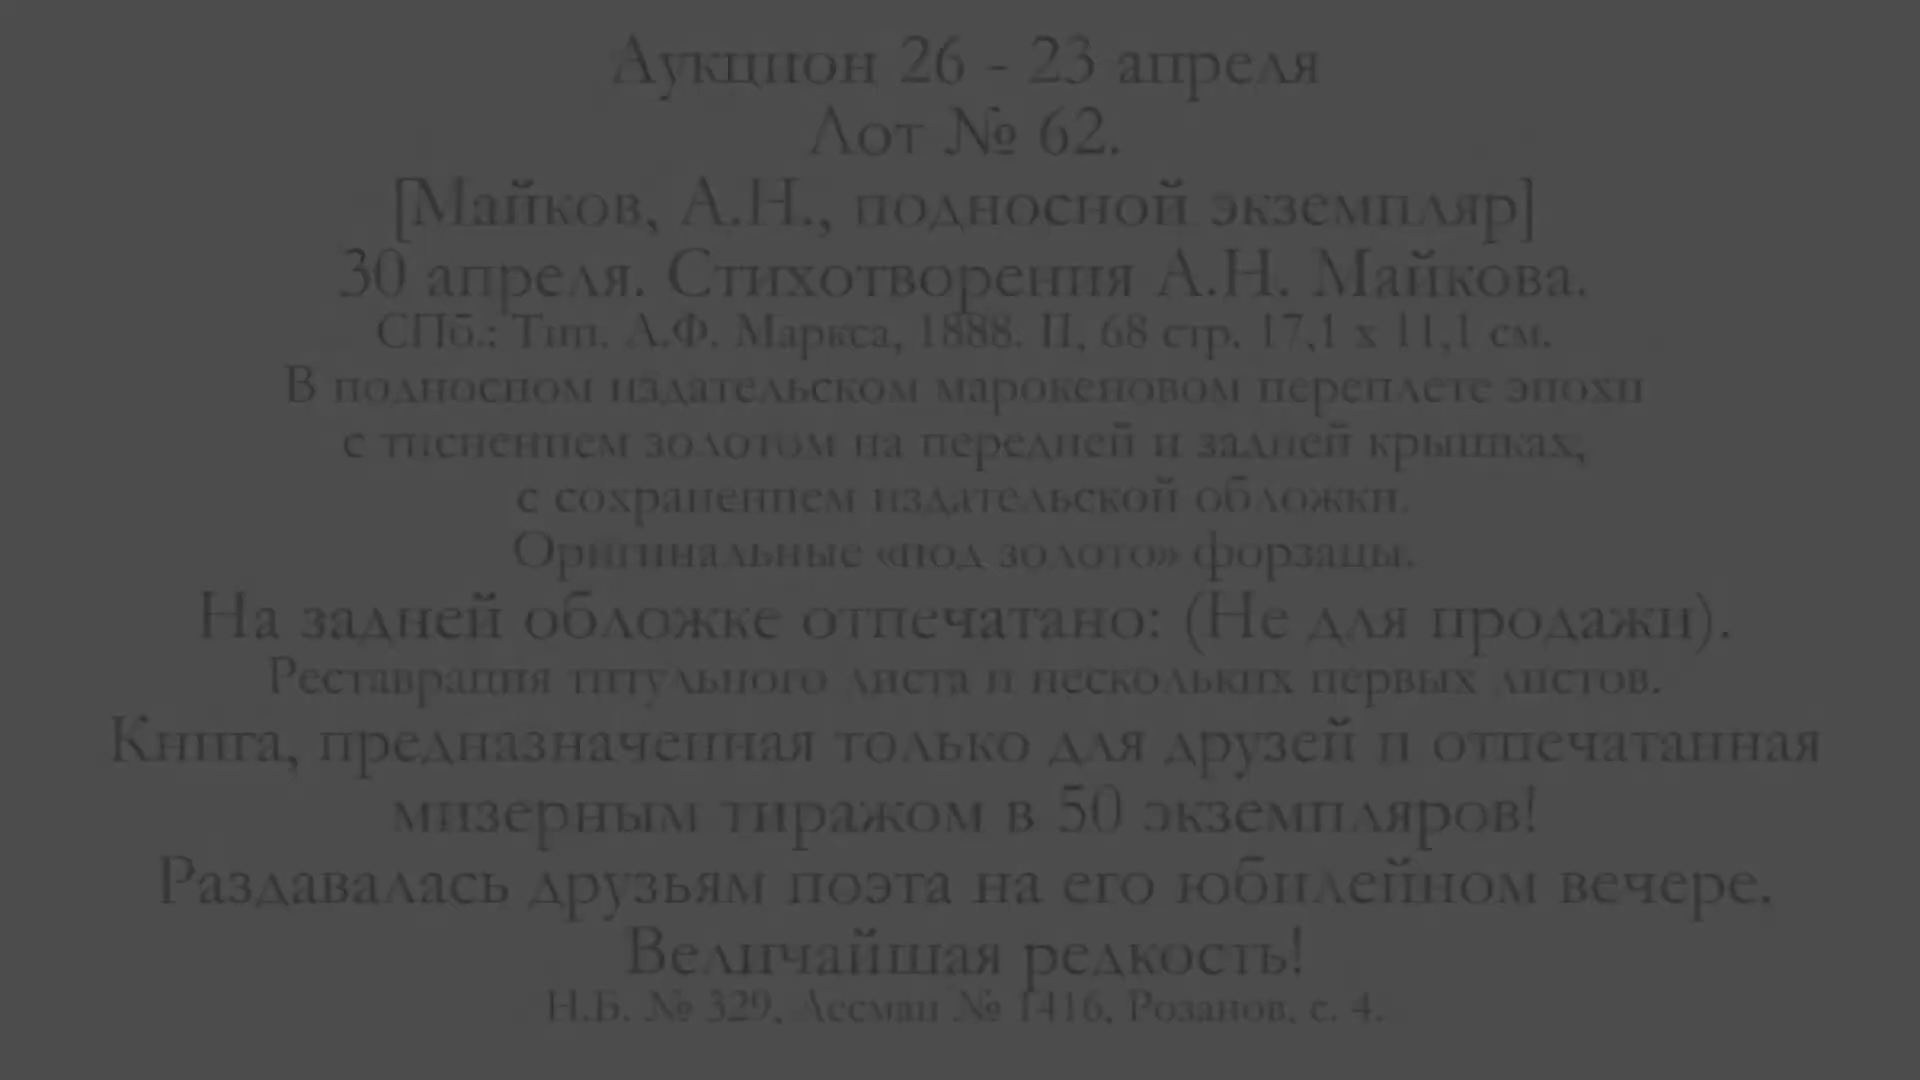 Аукцион 26 - 23 апреля
Лот № 62.
[Майков, А.Н., подносной экземпляр]
30 апреля. Стихотворения А.Н. Майкова.
СПб.: Тип. А.Ф. Маркса, 1888. II, 68 стр. 17,1 х 11,1 см.
В подносном издательском марокеновом переплете эпохи
с тиснением золотом на передней и задней крышках,
с сохранением издательской обложки.
Оригинальные «под золото» форзацы.
На задней обложке отпечатано: (Не для продажи).
Реставрация титульного листа и нескольких первых листов.
Книга, предназначенная только для друзей и отпечатанная
мизерным тиражом в 50 экземпляров!
Раздавалась друзьям поэта на его юбилейном вечере.
Величайшая редкость!
Н.Б. № 329, Лесман № 1416, Розанов, с. 4.